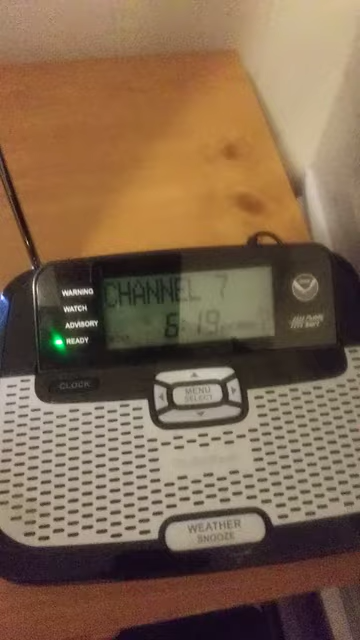 WARNING
WATCH
ADVISORY
READY
CHANNEL 7
6:19
CLOCK
MENU
SELECT
WEATHER
SNOOZE